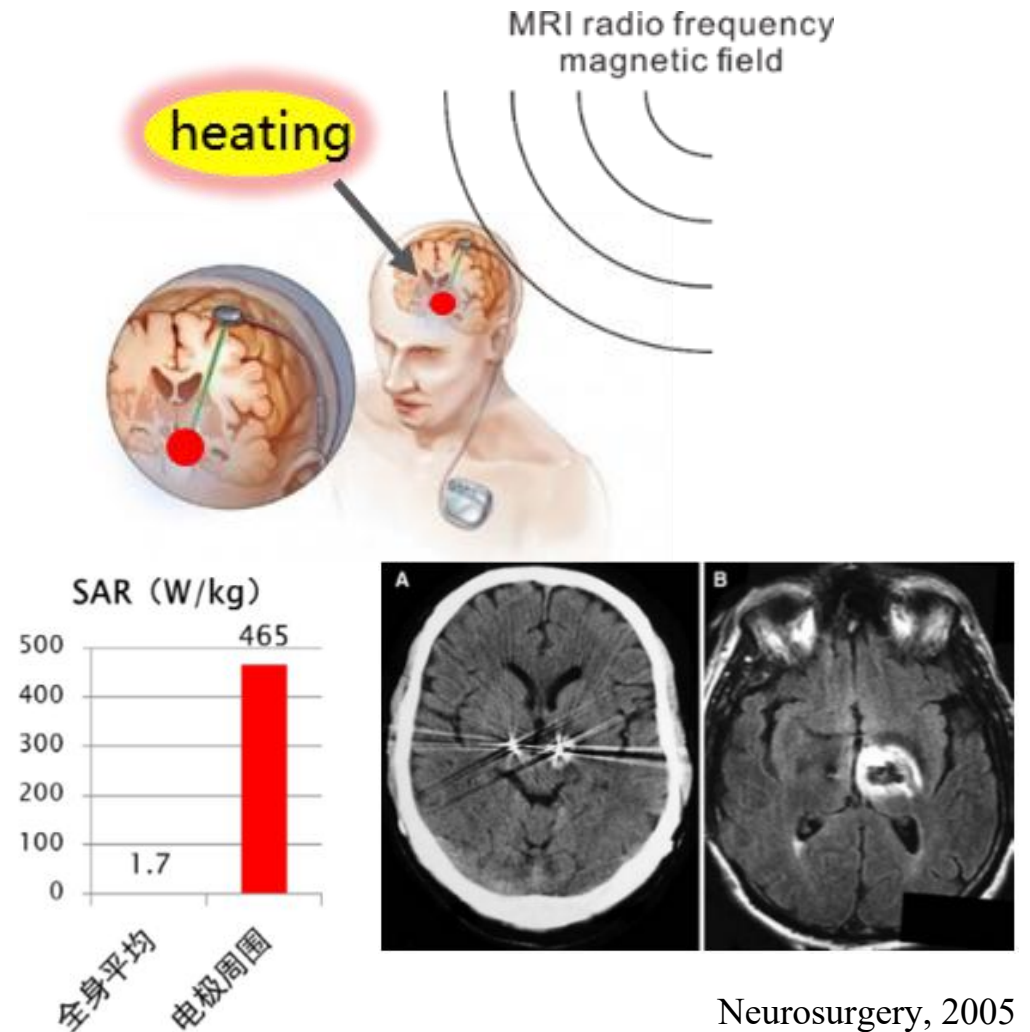 MRI radio frequency
magnetic field
heating
SAR（W/kg）
500
400
300
200
100
0
465
1.7
全身平均
电极周围
A
B
Neurosurgery, 2005